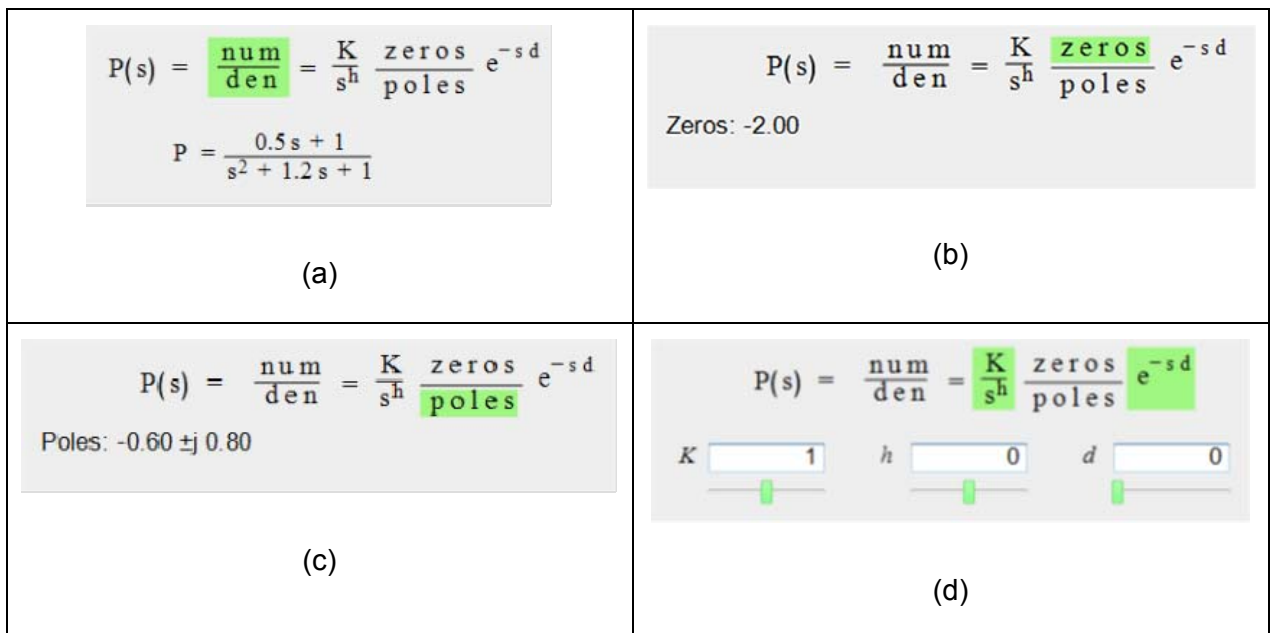 P(s) = num/den = K/s^h zeros/poles e^-sd
P = 0.5 s + 1/s^2 + 1.2 s + 1
(a)
P(s) = num/den = K/s^h zeros/poles e^-sd
Zeros: -2.00
(b)
P(s) = num/den = K/s^h zeros/poles e^-sd
Poles: -0.60 ±j 0.80
(c)
P(s) = num/den = K/s^h zeros/poles e^-sd
K 1 h 0 d 0
(d)